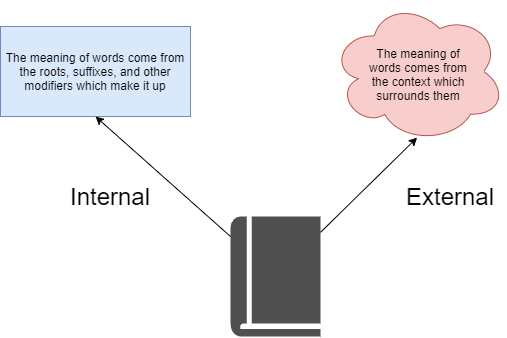 The meaning of words come from
the roots, suffixes, and other
modifiers which make it up
The meaning of
words comes from
the context which
surrounds them
Internal
External